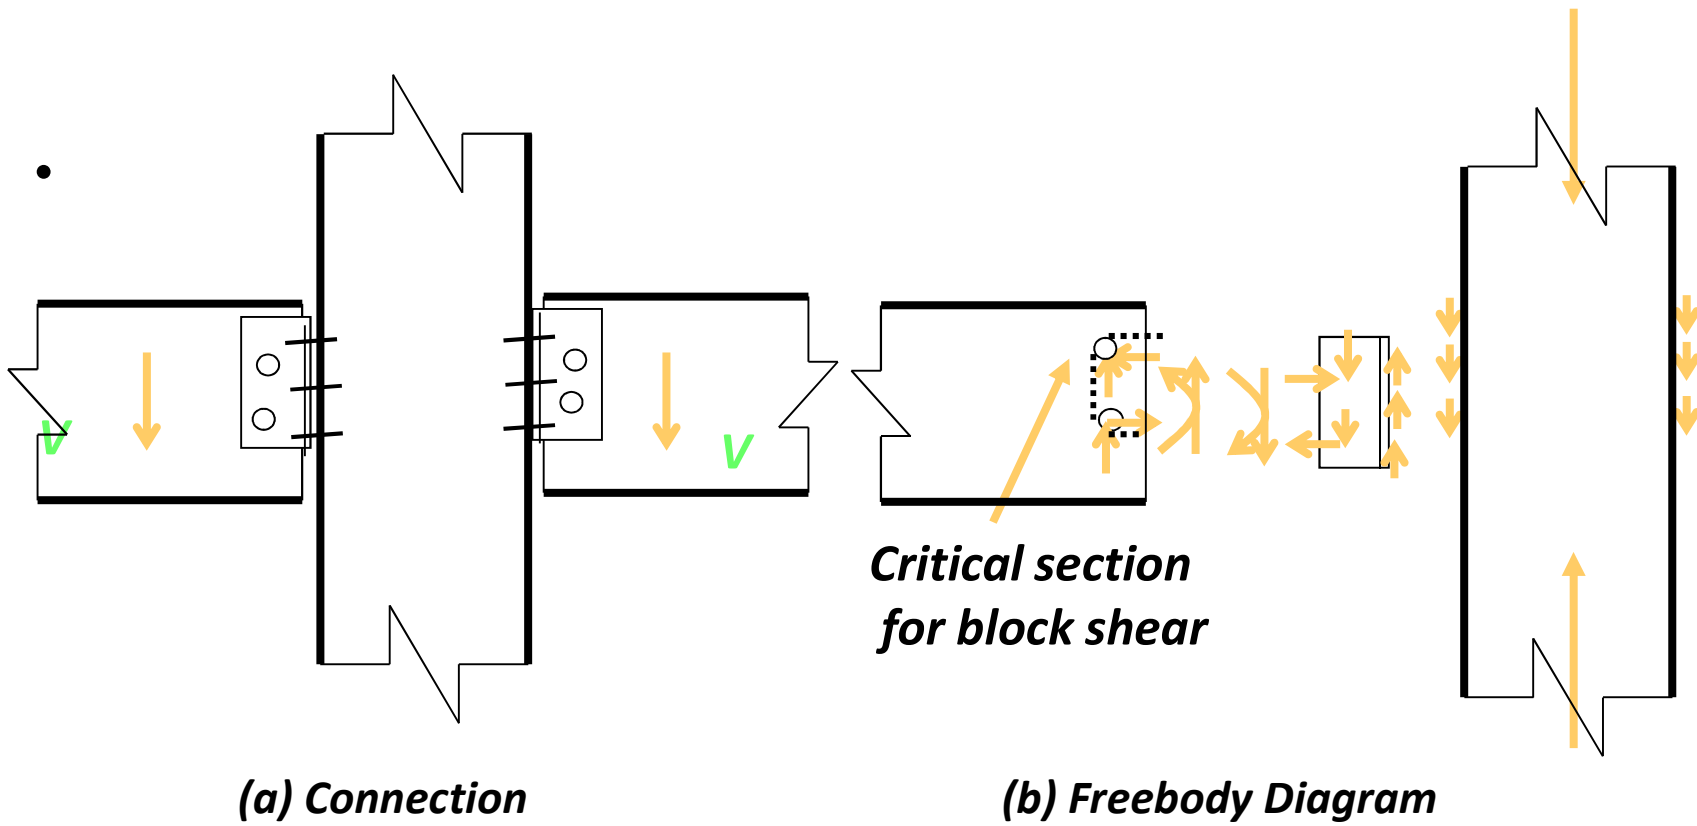 V
V
Critical section
for block shear
(a) Connection
(b) Freebody Diagram